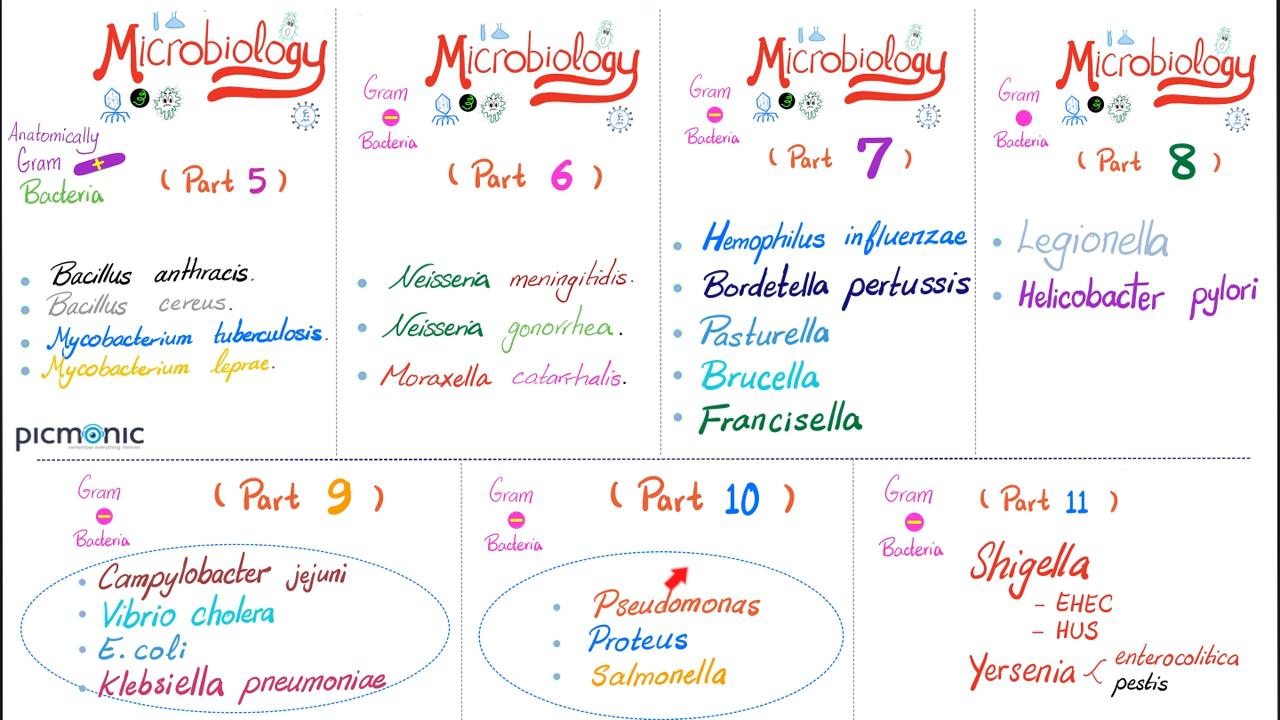 Microbiology
Anatomically
Gram +
Bacteria
( Part 5 )
Bacillus anthracis.
Bacillus cereus.
Mycobacterium tuberculosis.
Mycobacterium leprae.
picmonic
remember everything. forever.
Microbiology
Gram
−
Bacteria
( Part 6 )
Neisseria meningitidis.
Neisseria gonorrhea.
Moraxella catarrhalis.
Microbiology
Gram
−
Bacteria
( Part 7 )
Hemophilus influenzae
Bordetella pertussis
Pasturella
Brucella
Francisella
Microbiology
Gram
Bacteria
( Part 8 )
Legionella
Helicobacter pylori
Gram
−
Bacteria
( Part 9 )
Campylobacter jejuni
Vibrio cholera
E. coli
Klebsiella pneumoniae
Gram
−
Bacteria
( Part 10 )
Pseudomonas
Proteus
Salmonella
Gram
−
Bacteria
( Part 11 )
Shigella
– EHEC
– HUS
Yersenia
enterocolitica
pestis